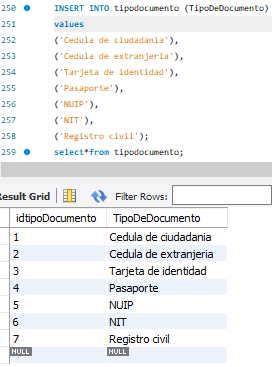 250 INSERT INTO tipodocumento (TipoDeDocumento)
251 values
252 ('Cedula de ciudadania'),
253 ('Cedula de extranjeria'),
254 ('Tarjeta de identidad'),
255 ('Pasaporte'),
256 ('NUIP'),
257 ('NIT'),
258 ('Registro civil');
259 select*from tipodocumento;
Result Grid Filter Rows:
idtipoDocumento TipoDeDocumento
1 Cedula de ciudadania
2 Cedula de extranjeria
3 Tarjeta de identidad
4 Pasaporte
5 NUIP
6 NIT
7 Registro civil
NULL NULL